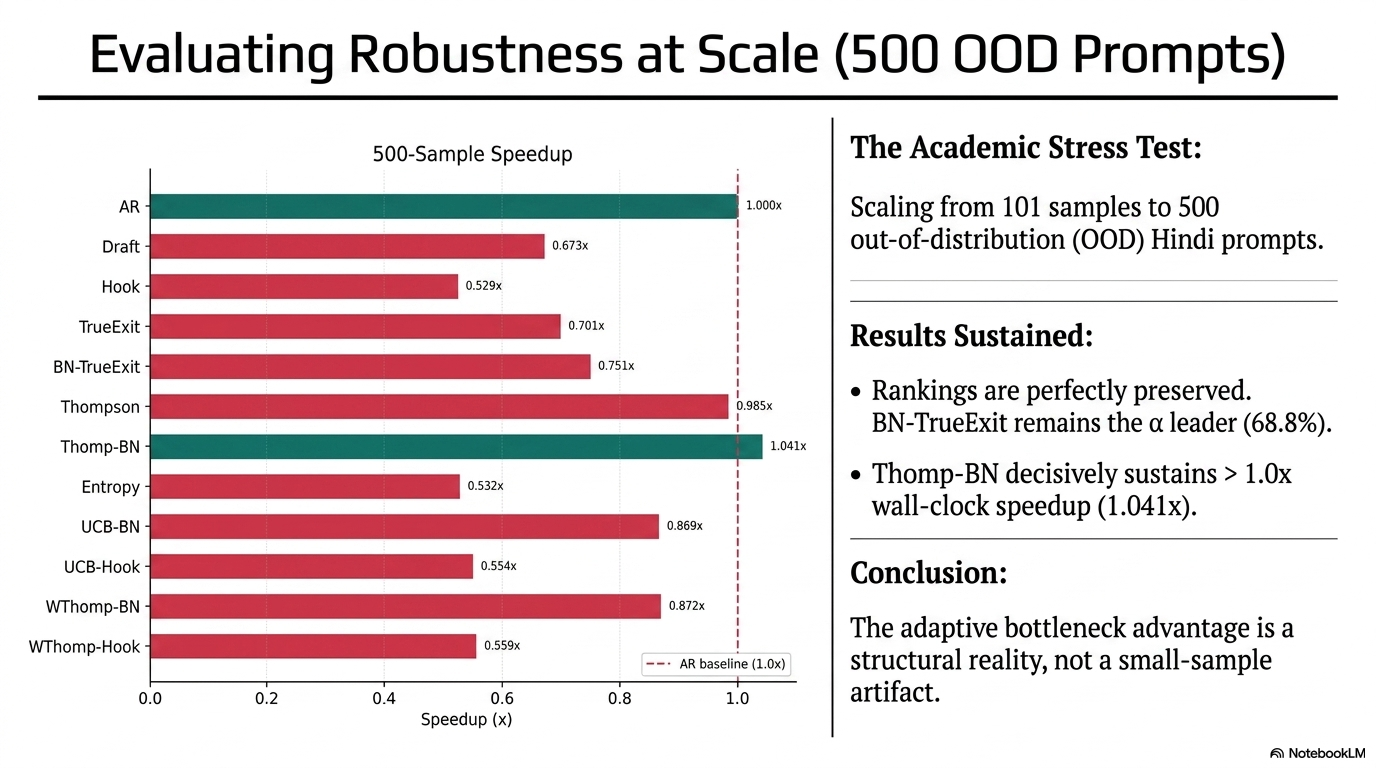 Evaluating Robustness at Scale (500 OOD Prompts)
500-Sample Speedup
AR
1.000x
Draft
0.673x
Hook
0.529x
TrueExit
0.701x
BN-TrueExit
0.751x
Thompson
0.985x
Thomp-BN
1.041x
Entropy
0.532x
UCB-BN
0.869x
UCB-Hook
0.554x
WThomp-BN
0.872x
WThomp-Hook
0.559x
AR baseline (1.0x)
0.0 0.2 0.4 0.6 0.8 1.0
Speedup (x)
The Academic Stress Test:
Scaling from 101 samples to 500
out-of-distribution (OOD) Hindi prompts.
Results Sustained:
• Rankings are perfectly preserved.
BN-TrueExit remains the α leader (68.8%).
• Thomp-BN decisively sustains > 1.0x
wall-clock speedup (1.041x).
Conclusion:
The adaptive bottleneck advantage is a
structural reality, not a small-sample
artifact.
NotebookLM